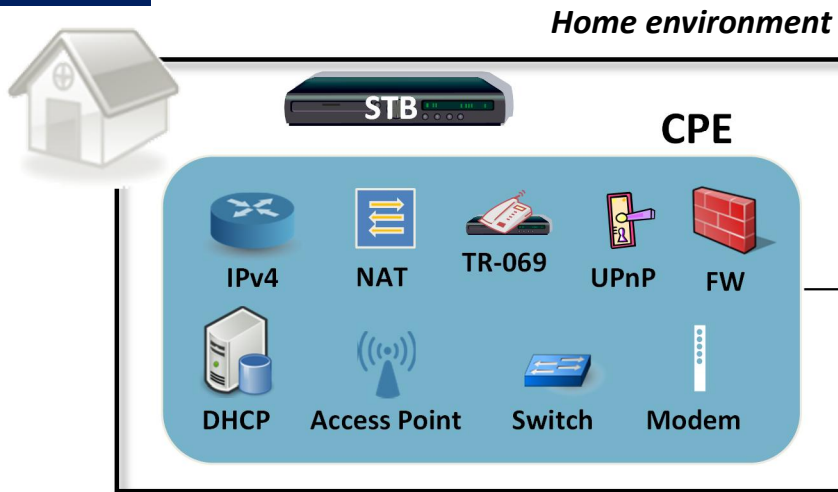 Home environment
STB
CPE
IPv4 NAT TR-069 UPnP FW
DHCP Access Point Switch Modem